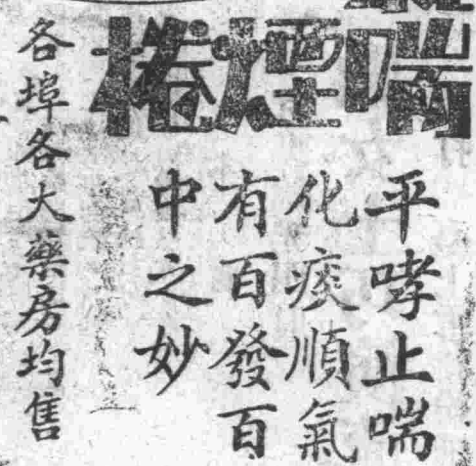 喘煙捲
平哮止喘
化痰順氣
有百發百
中之妙
各埠各大藥房均售